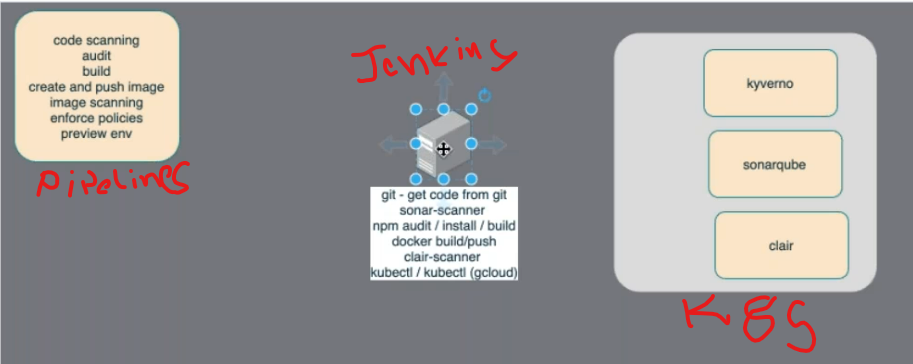 code scanning
audit
build
create and push image
image scanning
enforce policies
preview env
Pipelines
Jenkins
git - get code from git
sonar-scanner
npm audit / install / build
docker build/push
clair-scanner
kubectl / kubectl (gcloud)
kyverno
sonarqube
clair
K8S